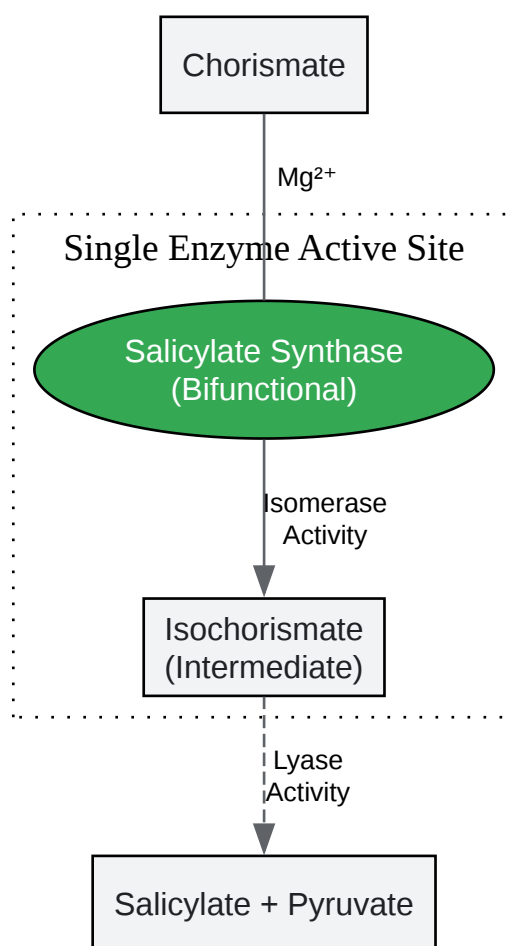 Chorismate
Mg²⁺
Single Enzyme Active Site
Salicylate Synthase
(Bifunctional)
Isomerase
Activity
Isochorismate
(Intermediate)
Lyase
Activity
Salicylate + Pyruvate